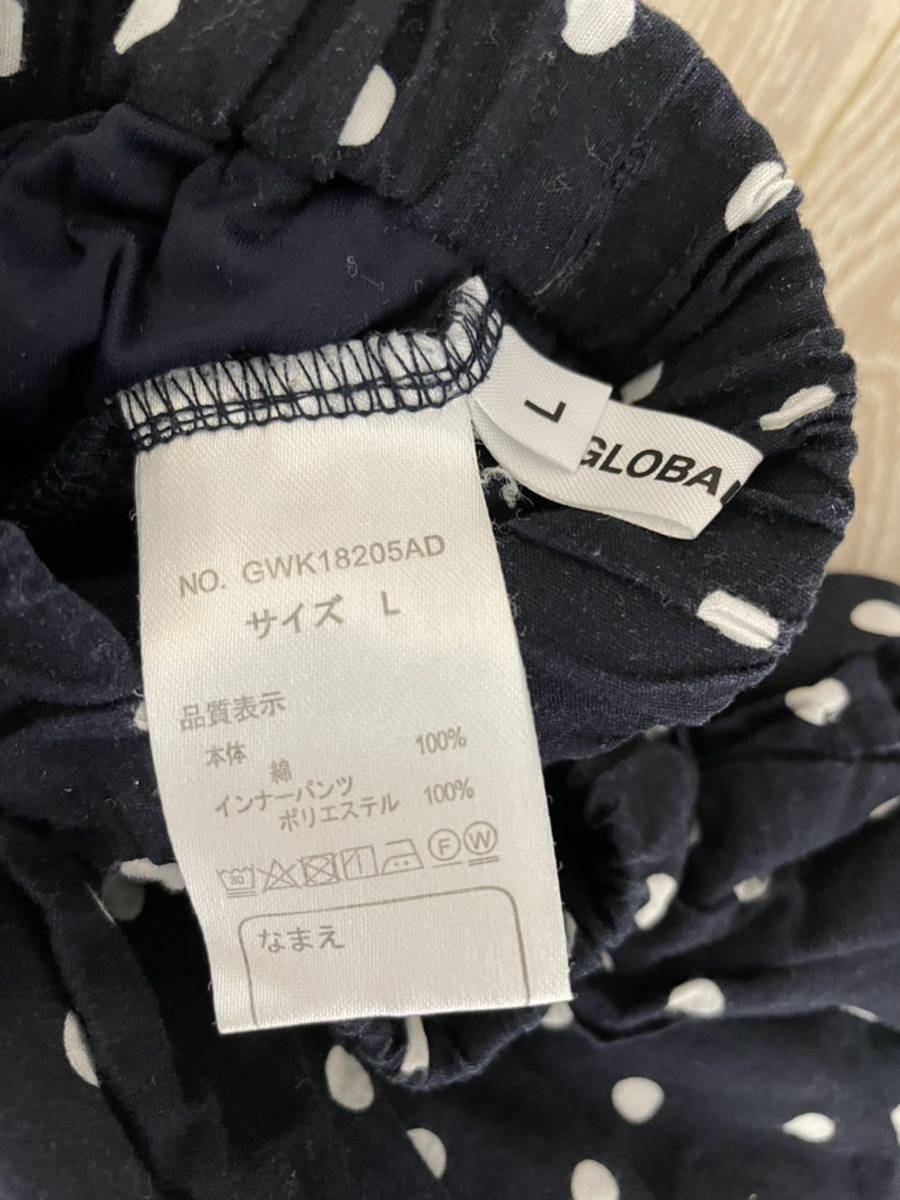 L
GLOBA
NO. GWK18205AD
サイズ L
品質表示
本体
綿 100%
インナーパンツ
ポリエステル 100%
30
F W
なまえ